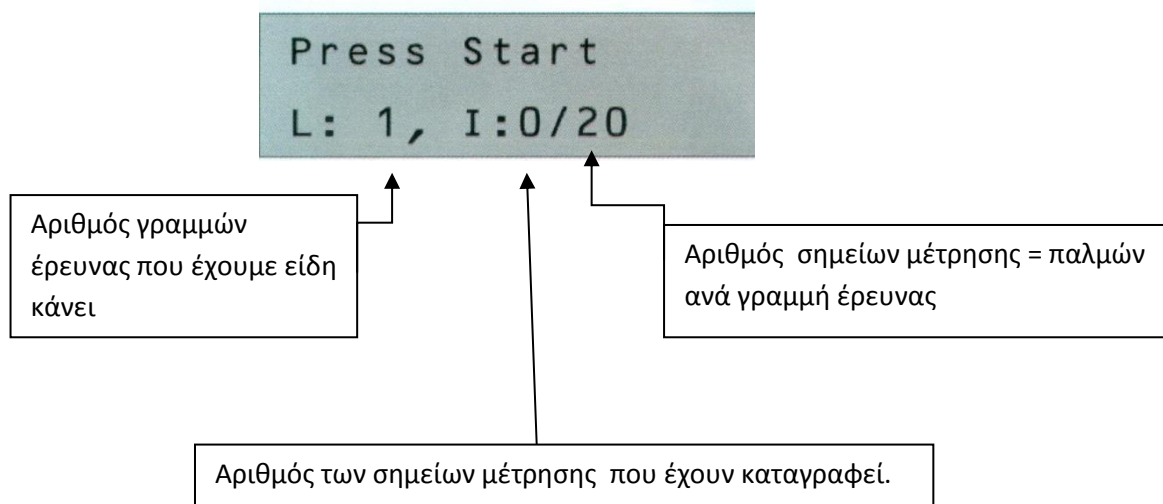 Press Start
L: 1, I:0/20
Αριθμός γραμμών
έρευνας που έχουμε είδη
κάνει
Αριθμός σημείων μέτρησης = παλμών
ανά γραμμή έρευνας
Αριθμός των σημείων μέτρησης που έχουν καταγραφεί.